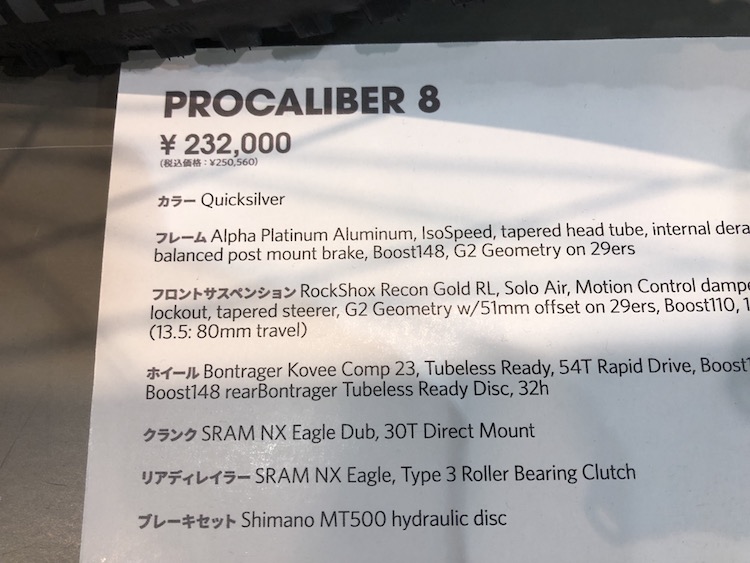 PROCALIBER 8
¥ 232,000
(税込価格：¥250,560)
カラー Quicksilver
フレーム Alpha Platinum Aluminum, IsoSpeed, tapered head tube, internal
balanced post mount brake, Boost148, G2 Geometry on 29ers
フロントサスペンション RockShox Recon Gold RL, Solo Air, Motion Control
lockout, tapered steerer, G2 Geometry w/51mm offset on 29ers, Boost110,
(13.5: 80mm travel)
ホイール Bontrager Kovee Comp 23, Tubeless Ready, 54T Rapid Drive,
Boost148 rearBontrager Tubeless Ready Disc, 32h
クランク SRAM NX Eagle Dub, 30T Direct Mount
リアディレイラー SRAM NX Eagle, Type 3 Roller Bearing Clutch
ブレーキセット Shimano MT500 hydraulic disc